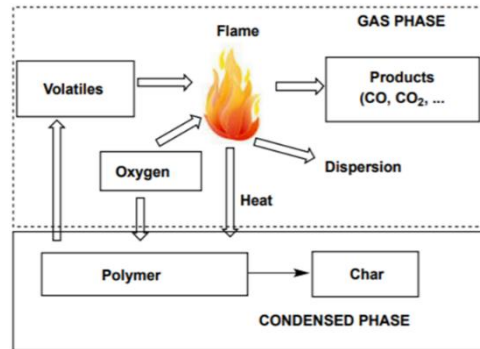 GAS PHASE
Flame
Volatiles
Products
(CO, CO₂, ...
Oxygen
Dispersion
Heat
Polymer
Char
CONDENSED PHASE